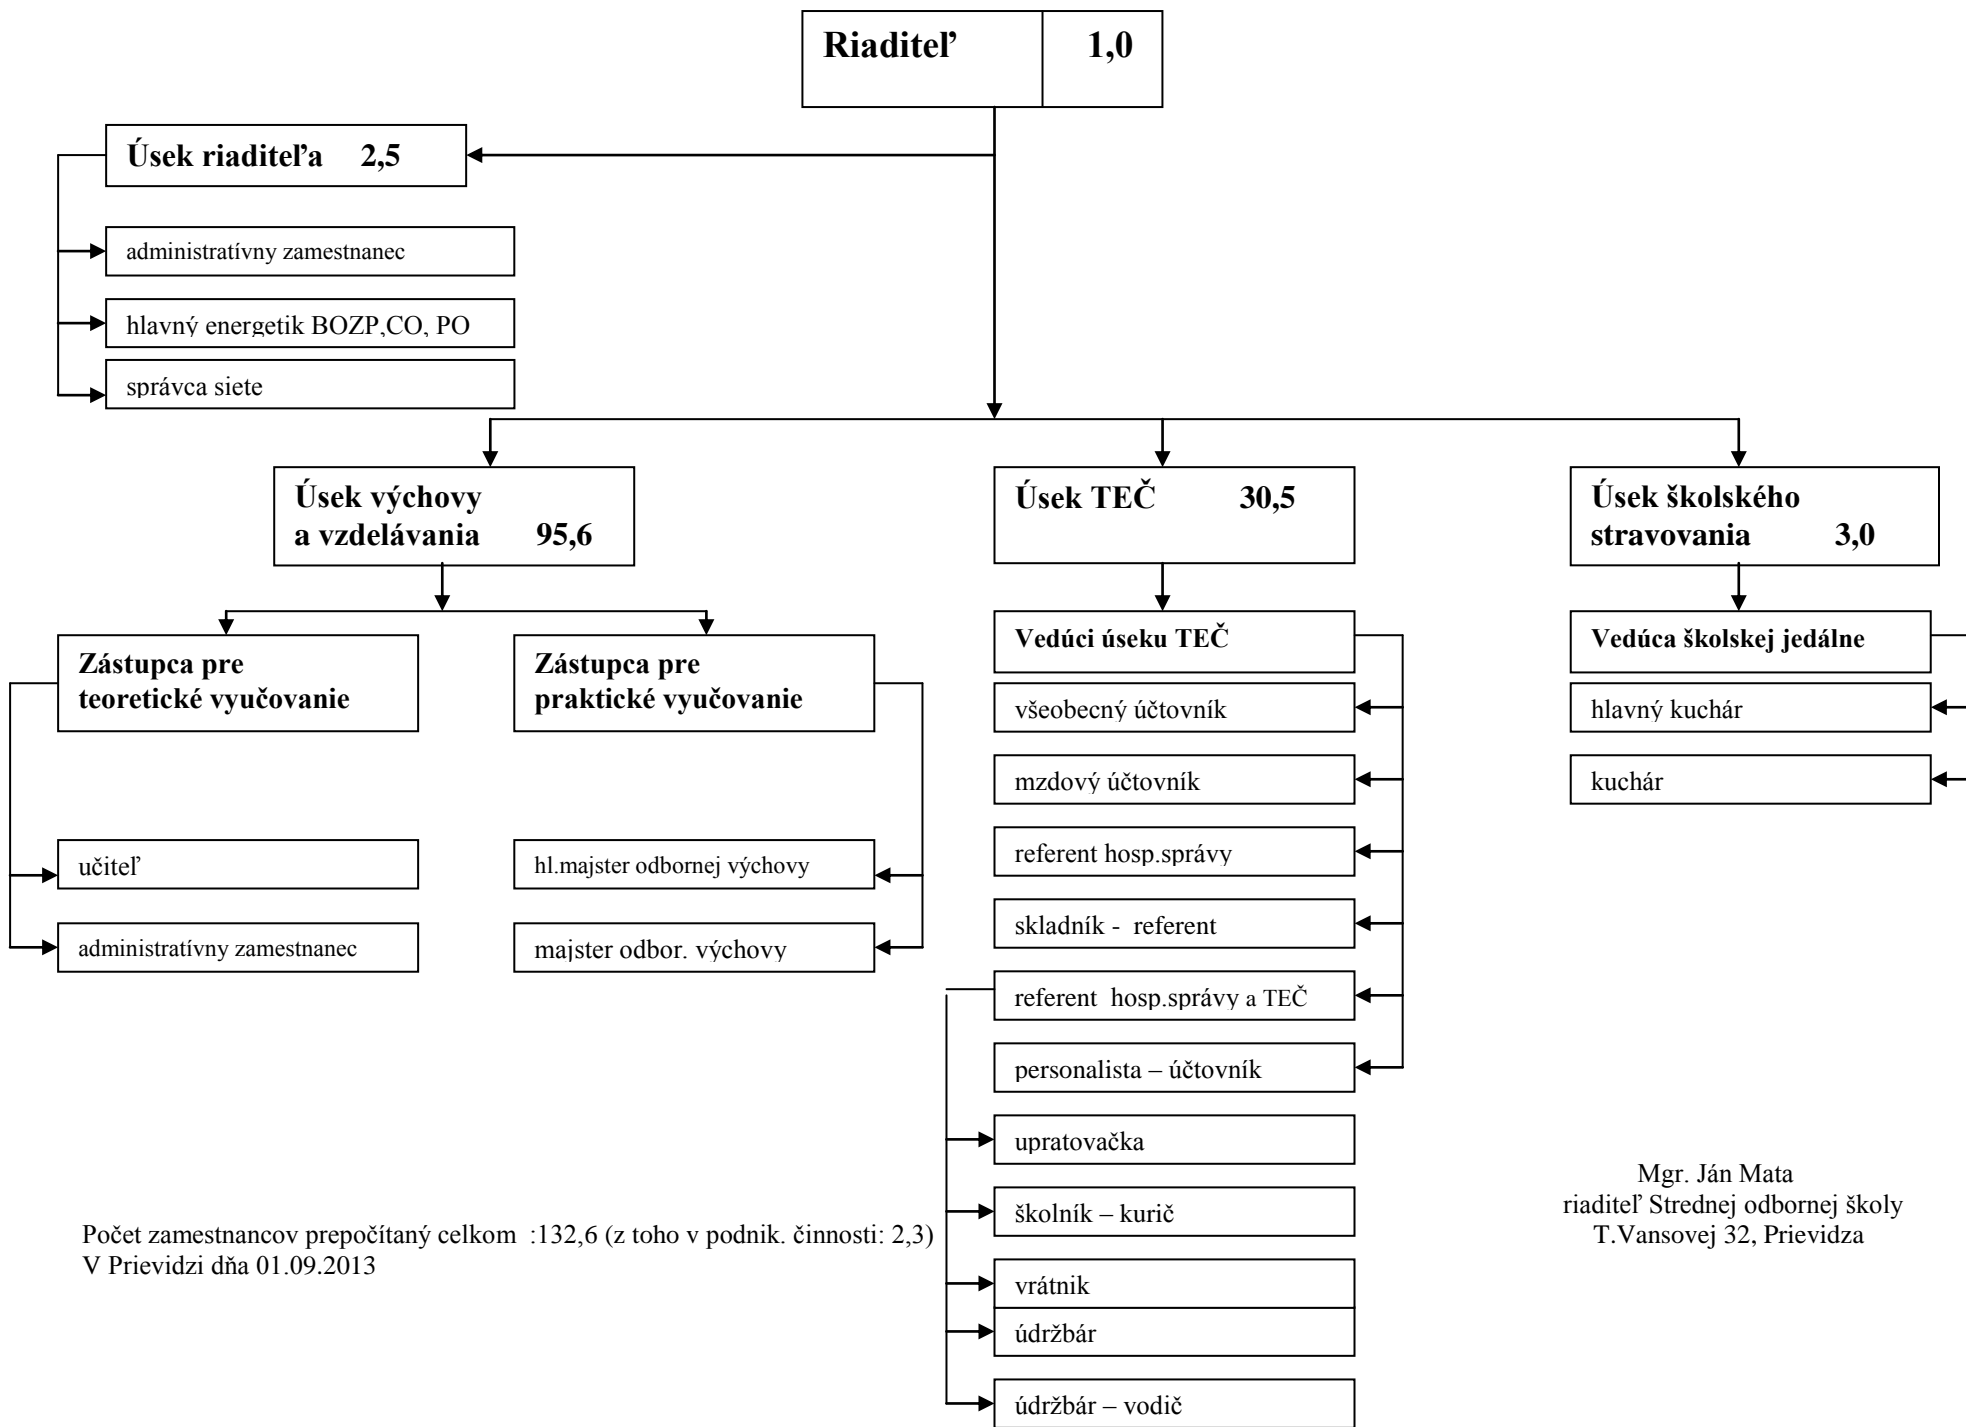 Riaditeľ 1,0
Úsek riaditeľa 2,5
administratívny zamestnanec
hlavný energetik BOZP,CO, PO
správca siete
Úsek výchovy
a vzdelávania 95,6
Úsek TEČ 30,5
Úsek školského
stravovania 3,0
Zástupca pre
teoretické vyučovanie
učiteľ
administratívny zamestnanec
Zástupca pre
praktické vyučovanie
hl.majster odbornej výchovy
majster odbor. výchovy
Vedúci úseku TEČ
všeobecný účtovník
mzdový účtovník
referent hosp.správy
skladník - referent
referent hosp.správy a TEČ
personalista – účtovník
upratovačka
školník – kurič
vrátnik
údržbár
údržbár – vodič
Vedúca školskej jedálne
hlavný kuchár
kuchár
Mgr. Ján Mata
riaditeľ Strednej odbornej školy
T.Vansovej 32, Prievidza
Počet zamestnancov prepočítaný celkom :132,6 (z toho v podnik. činnosti: 2,3)
V Prievidzi dňa 01.09.2013